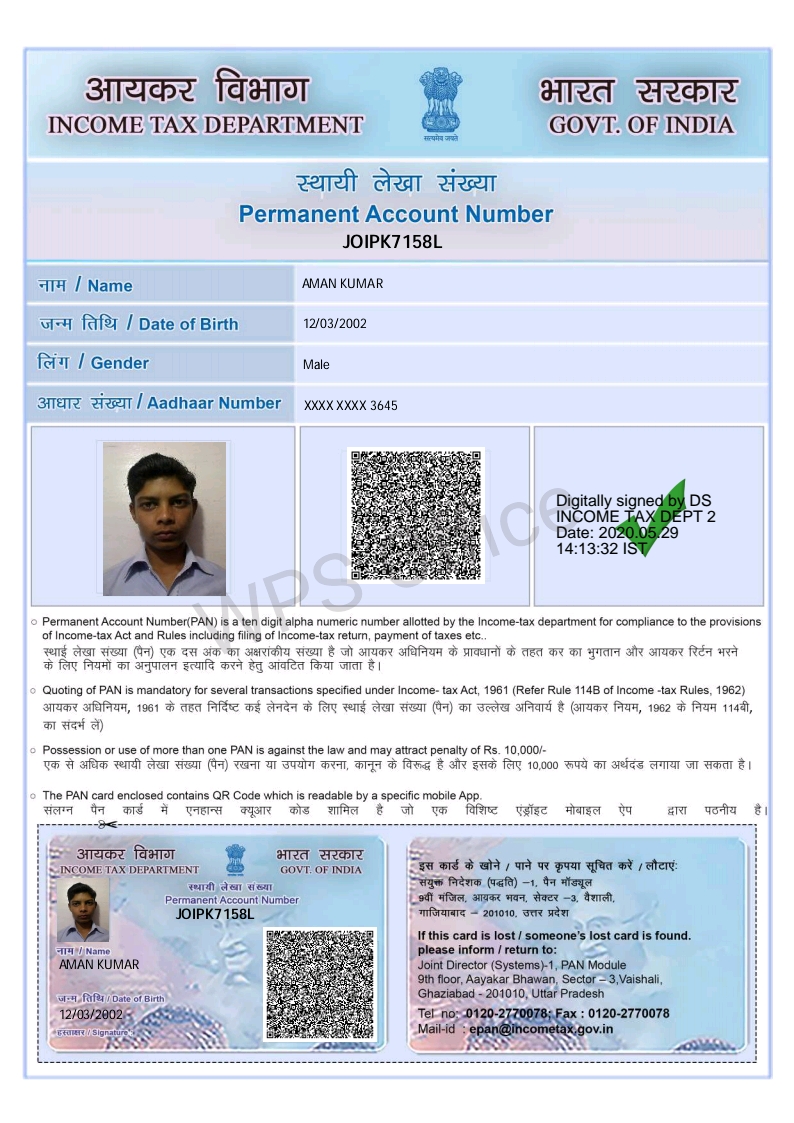 आयकर विभाग
INCOME TAX DEPARTMENT
सत्यमेव जयते
भारत सरकार
GOVT. OF INDIA
स्थायी लेखा संख्या
Permanent Account Number
JOIPK7158L
नाम / Name
AMAN KUMAR
जन्म तिथि / Date of Birth
12/03/2002
लिंग / Gender
Male
आधार संख्या / Aadhaar Number
XXXX XXXX 3645
Digitally signed by DS
INCOME TAX DEPT 2
Date: 2020.05.29
14:13:32 IST
WPS Office
○ Permanent Account Number(PAN) is a ten digit alpha numeric number allotted by the Income-tax department for compliance to the provisions
of Income-tax Act and Rules including filing of Income-tax return, payment of taxes etc..
स्थाई लेखा संख्या (पैन) एक दस अंक का अक्षरांकीय संख्या है जो आयकर अधिनियम के प्रावधानों के तहत कर का भुगतान और आयकर रिर्टन भरने
के लिए नियमों का अनुपालन इत्यादि करने हेतु आंवटित किया जाता है।
○ Quoting of PAN is mandatory for several transactions specified under Income- tax Act, 1961 (Refer Rule 114B of Income -tax Rules, 1962)
आयकर अधिनियम, 1961 के तहत निर्दिष्ट कई लेनदेन के लिए स्थाई लेखा संख्या (पैन) का उल्लेख अनिवार्य है (आयकर नियम, 1962 के नियम 114बी,
का संदर्भ लें)
○ Possession or use of more than one PAN is against the law and may attract penalty of Rs. 10,000/-
एक से अधिक स्थायी लेखा संख्या (पैन) रखना या उपयोग करना, कानून के विरूद्ध है और इसके लिए 10,000 रूपये का अर्थदंड लगाया जा सकता है।
○ The PAN card enclosed contains QR Code which is readable by a specific mobile App.
संलग्न पैन कार्ड में एनहान्स क्यूआर कोड शामिल है जो एक विशिष्ट एंड्रॉइट मोबाइल ऐप द्वारा पठनीय है।
आयकर विभाग
INCOME TAX DEPARTMENT
भारत सरकार
GOVT. OF INDIA
स्थायी लेखा संख्या
Permanent Account Number
JOIPK7158L
नाम / Name
AMAN KUMAR
जन्म तिथि / Date of Birth
12/03/2002
हस्ताक्षर / Signature
इस कार्ड के खोने / पाने पर कृपया सूचित करें / लौटाएं:
संयुक्त निदेशक (पद्धति) –1, पैन मॉड्यूल
9वीं मंजिल, आयकर भवन, सेक्टर –3, वैशाली,
गाजियाबाद – 201010, उत्तर प्रदेश
If this card is lost / someone's lost card is found.
please inform / return to:
Joint Director (Systems)-1, PAN Module
9th floor, Aayakar Bhawan, Sector – 3,Vaishali,
Ghaziabad - 201010, Uttar Pradesh
Tel no: 0120-2770078; Fax : 0120-2770078
Mail-id : epan@incometax.gov.in